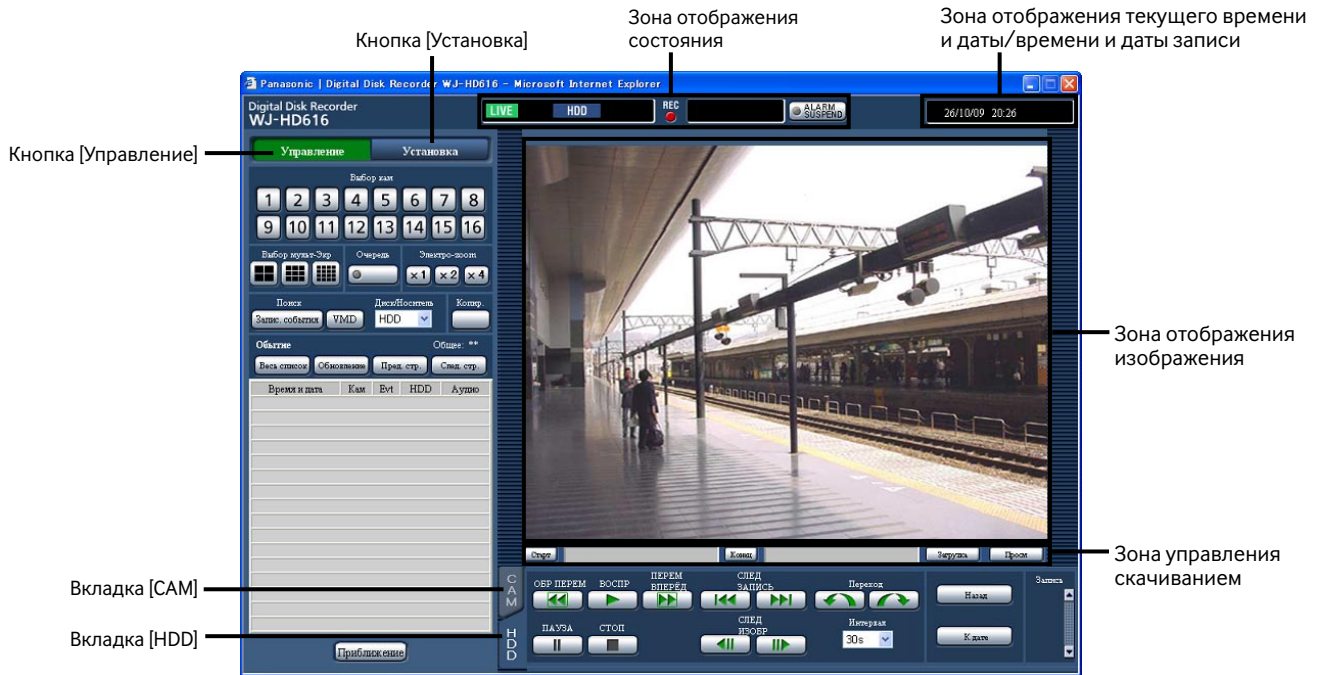 Зона отображения
состояния
Зона отображения текущего времени
и даты/времени и даты записи
Кнопка [Установка]
Panasonic | Digital Disk Recorder WJ-HD616 - Microsoft Internet Explorer
Digital Disk Recorder
WJ-HD616
LIVE HDD REC ALARM SUSPEND
26/10/09 20:26
Кнопка [Управление]
Управление Установка
Выбор кам
1 2 3 4 5 6 7 8
9 10 11 12 13 14 15 16
Выбор мульт-Экр Очередь Электро-zoom
x1 x2 x4
Поиск Диск/Носитель Копир.
Запис. события VMD HDD
Обытие Общее: **
Весь список Обновление Пред. стр. След. стр.
Время и дата Кам Evt HDD Аудио
Зона отображения
изображения
Старт Конец Загрузка Просм
Зона управления
скачиванием
Вкладка [CAM]
CAM
ОБР ПЕРЕМ ВОСПР ПЕРЕМ ВПЕРЁД СЛЕД ЗАПИСЬ Переход
Назад
Запись
Вкладка [HDD]
HDD
ПАУЗА СТОП СЛЕД ИЗОБР Интервал
30s
К дате
Приближение